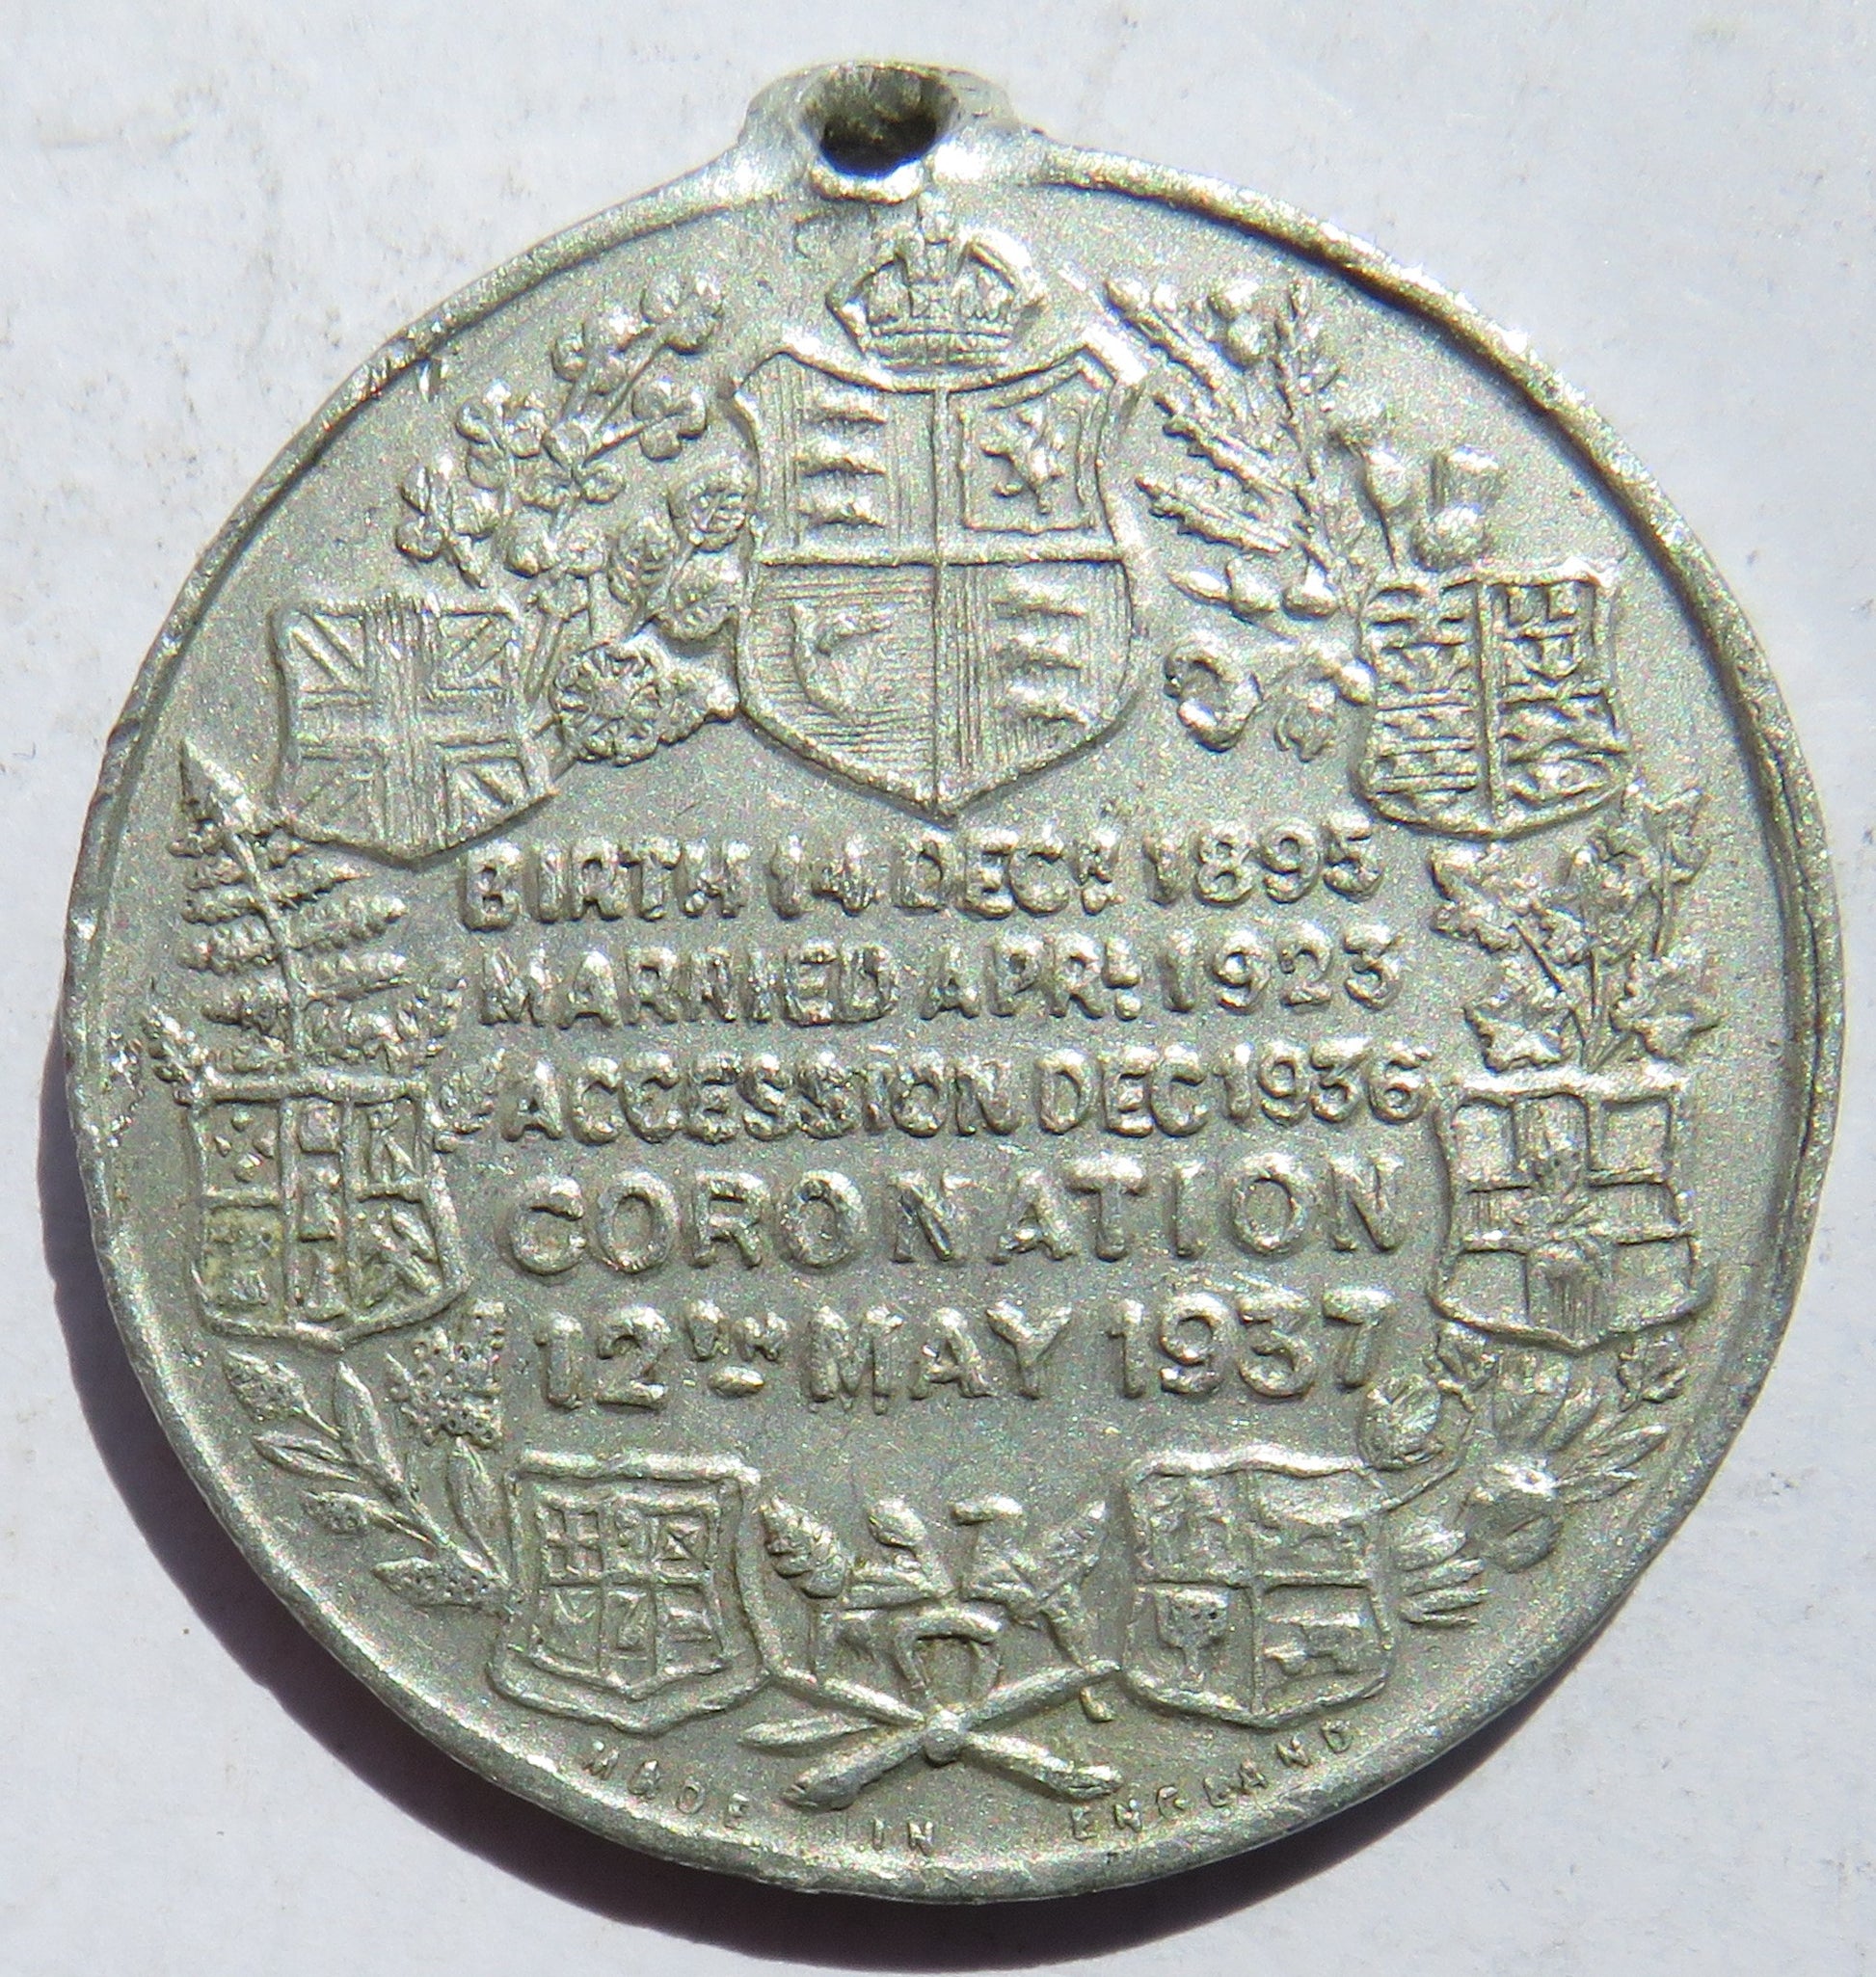 BIRTH 14 DECR. 1895
MARRIED APRL. 1923
ACCESSION DEC 1936
CORONATION
12TH MAY 1937
MADE IN ENGLAND